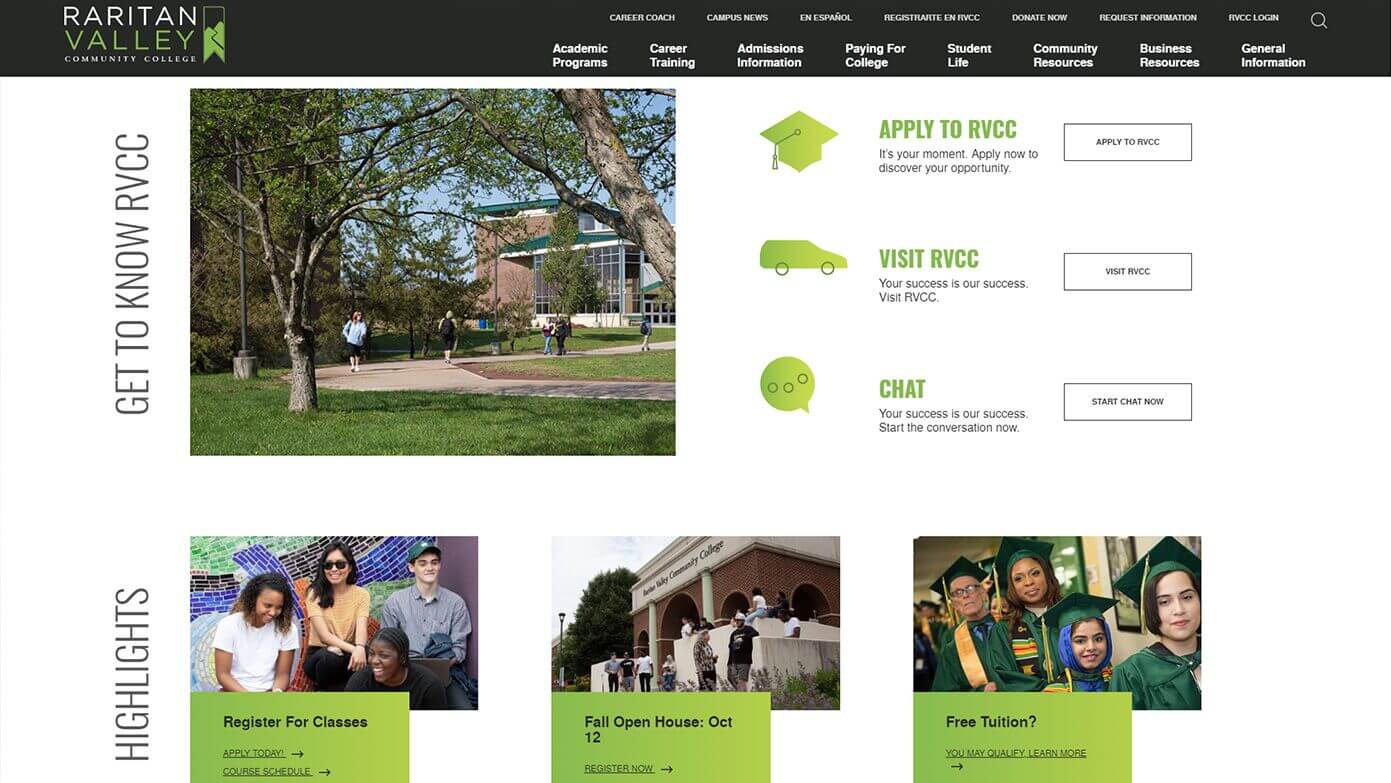 RARITAN
VALLEY
COMMUNITY COLLEGE
CAREER COACH
CAMPUS NEWS
EN ESPAÑOL
REGISTRARTE EN RVCC
DONATE NOW
REQUEST INFORMATION
RVCC LOGIN
Academic
Programs
Career
Training
Admissions
Information
Paying For
College
Student
Life
Community
Resources
Business
Resources
General
Information
GET TO KNOW RVCC
APPLY TO RVCC
It's your moment. Apply now to
discover your opportunity.
APPLY TO RVCC
VISIT RVCC
Your success is our success.
Visit RVCC.
VISIT RVCC
CHAT
Your success is our success.
Start the conversation now.
START CHAT NOW
HIGHLIGHTS
Register For Classes
APPLY TODAY!
COURSE SCHEDULE
Raritan Valley Community College
Fall Open House: Oct
12
REGISTER NOW
Free Tuition?
YOU MAY QUALIFY, LEARN MORE